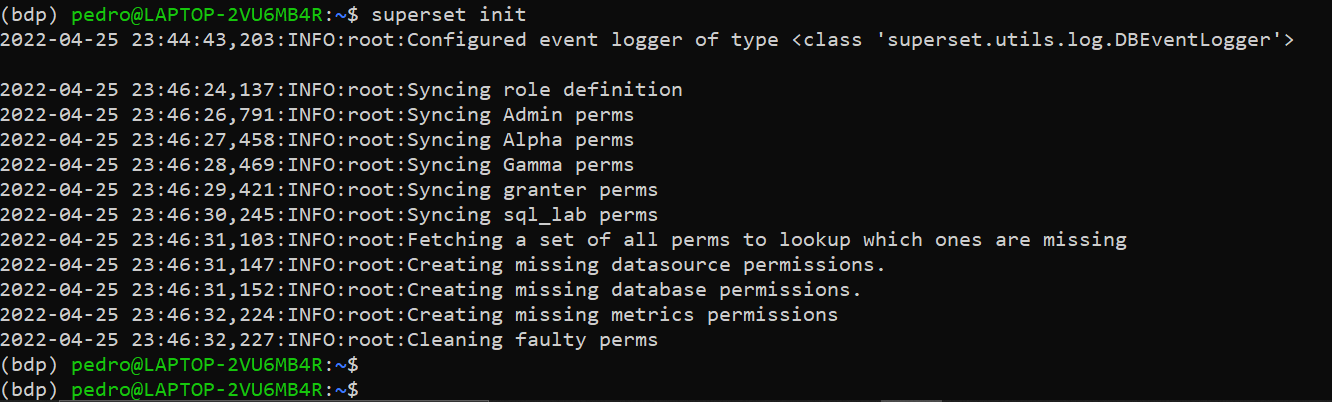 (bdp) pedro@LAPTOP-2VU6MB4R:~$ superset init
2022-04-25 23:44:43,203:INFO:root:Configured event logger of type <class 'superset.utils.log.DBEventLogger'>
2022-04-25 23:46:24,137:INFO:root:Syncing role definition
2022-04-25 23:46:26,791:INFO:root:Syncing Admin perms
2022-04-25 23:46:27,458:INFO:root:Syncing Alpha perms
2022-04-25 23:46:28,469:INFO:root:Syncing Gamma perms
2022-04-25 23:46:29,421:INFO:root:Syncing granter perms
2022-04-25 23:46:30,245:INFO:root:Syncing sql_lab perms
2022-04-25 23:46:31,103:INFO:root:Fetching a set of all perms to lookup which ones are missing
2022-04-25 23:46:31,147:INFO:root:Creating missing datasource permissions.
2022-04-25 23:46:31,152:INFO:root:Creating missing database permissions.
2022-04-25 23:46:32,224:INFO:root:Creating missing metrics permissions
2022-04-25 23:46:32,227:INFO:root:Cleaning faulty perms
(bdp) pedro@LAPTOP-2VU6MB4R:~$
(bdp) pedro@LAPTOP-2VU6MB4R:~$